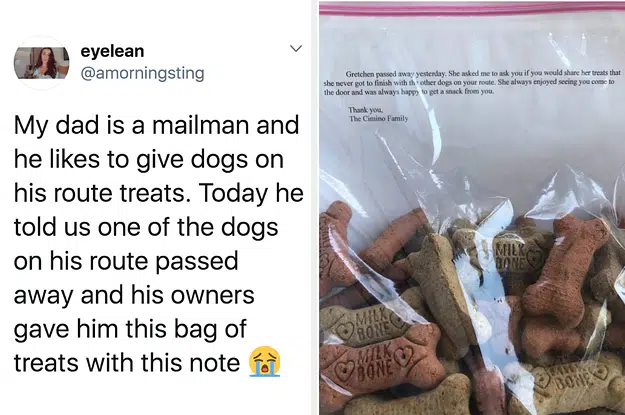 eyelean
@amorningsting
My dad is a mailman and
he likes to give dogs on
his route treats. Today he
told us one of the dogs
on his route passed
away and his owners
gave him this bag of
treats with this note 😭
Gretchen passed away yesterday. She asked me to ask you if you would share her treats that
she never got to finish with the other dogs on your route. She always enjoyed seeing you come to
the door and was always happy to get a snack from you.
Thank you,
The Cimino Family
MILK
BONE
MILK
BONE
MILK
BONE
MILK
BONE